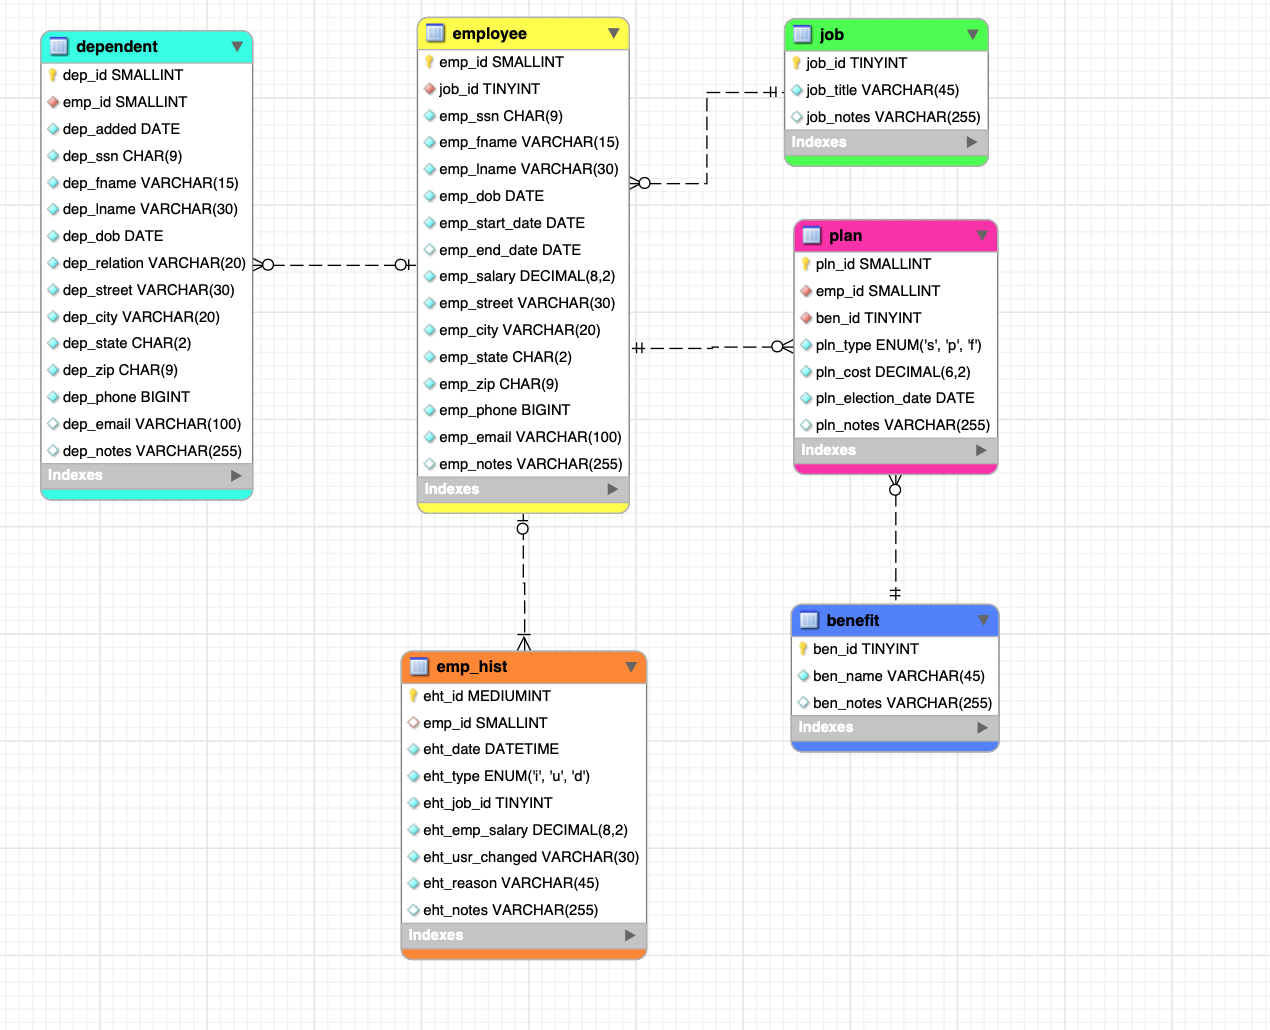 dependent
dep_id SMALLINT
emp_id SMALLINT
dep_added DATE
dep_ssn CHAR(9)
dep_fname VARCHAR(15)
dep_lname VARCHAR(30)
dep_dob DATE
dep_relation VARCHAR(20)
dep_street VARCHAR(30)
dep_city VARCHAR(20)
dep_state CHAR(2)
dep_zip CHAR(9)
dep_phone BIGINT
dep_email VARCHAR(100)
dep_notes VARCHAR(255)
Indexes
employee
emp_id SMALLINT
job_id TINYINT
emp_ssn CHAR(9)
emp_fname VARCHAR(15)
emp_lname VARCHAR(30)
emp_dob DATE
emp_start_date DATE
emp_end_date DATE
emp_salary DECIMAL(8,2)
emp_street VARCHAR(30)
emp_city VARCHAR(20)
emp_state CHAR(2)
emp_zip CHAR(9)
emp_phone BIGINT
emp_email VARCHAR(100)
emp_notes VARCHAR(255)
Indexes
job
job_id TINYINT
job_title VARCHAR(45)
job_notes VARCHAR(255)
Indexes
plan
pln_id SMALLINT
emp_id SMALLINT
ben_id TINYINT
pln_type ENUM('s', 'p', 'f')
pln_cost DECIMAL(6,2)
pln_election_date DATE
pln_notes VARCHAR(255)
Indexes
emp_hist
eht_id MEDIUMINT
emp_id SMALLINT
eht_date DATETIME
eht_type ENUM('i', 'u', 'd')
eht_job_id TINYINT
eht_emp_salary DECIMAL(8,2)
eht_usr_changed VARCHAR(30)
eht_reason VARCHAR(45)
eht_notes VARCHAR(255)
Indexes
benefit
ben_id TINYINT
ben_name VARCHAR(45)
ben_notes VARCHAR(255)
Indexes